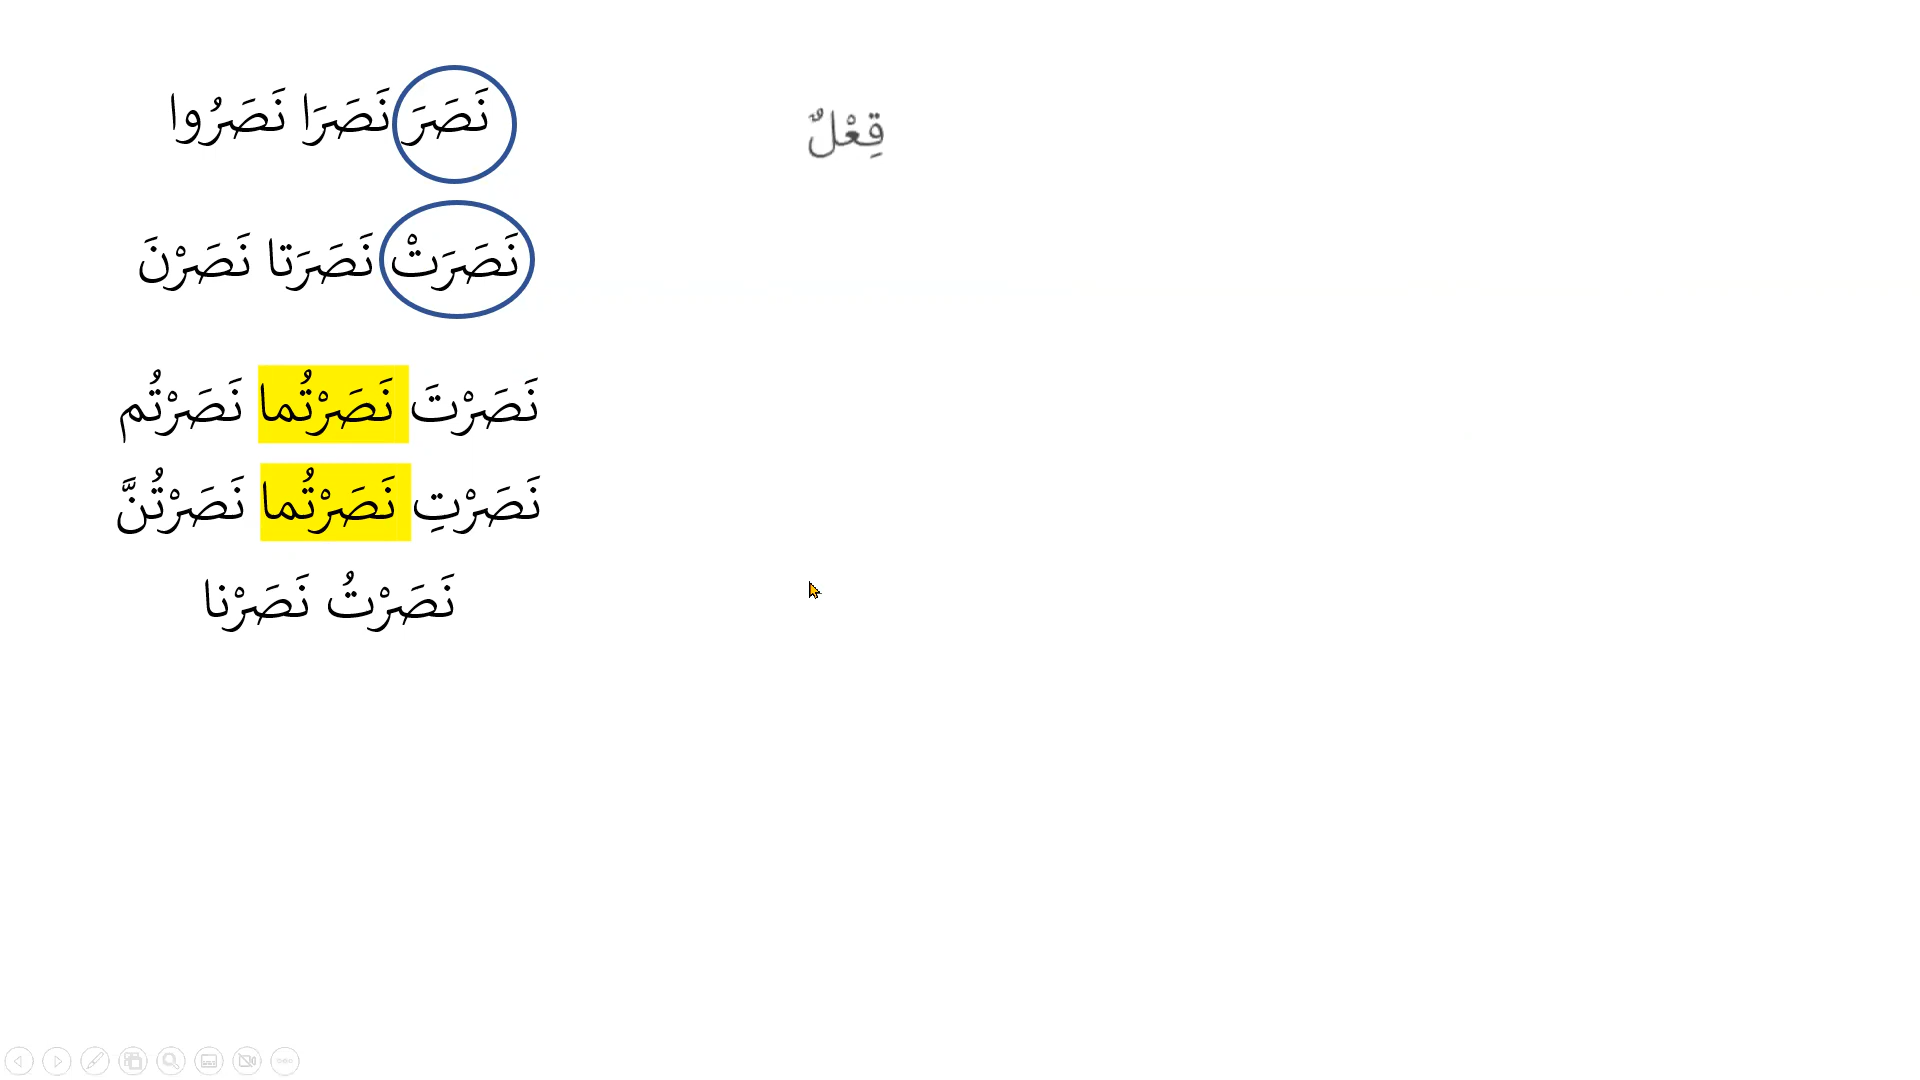 نَصَرَ نَصَرَا نَصَرُوا
قِعْلٌ
نَصَرَتْ نَصَرَتا نَصَرْنَ
نَصَرْتَ نَصَرْتُما نَصَرْتُم
نَصَرْتِ نَصَرْتُما نَصَرْتُنَّ
نَصَرْتُ نَصَرْنا